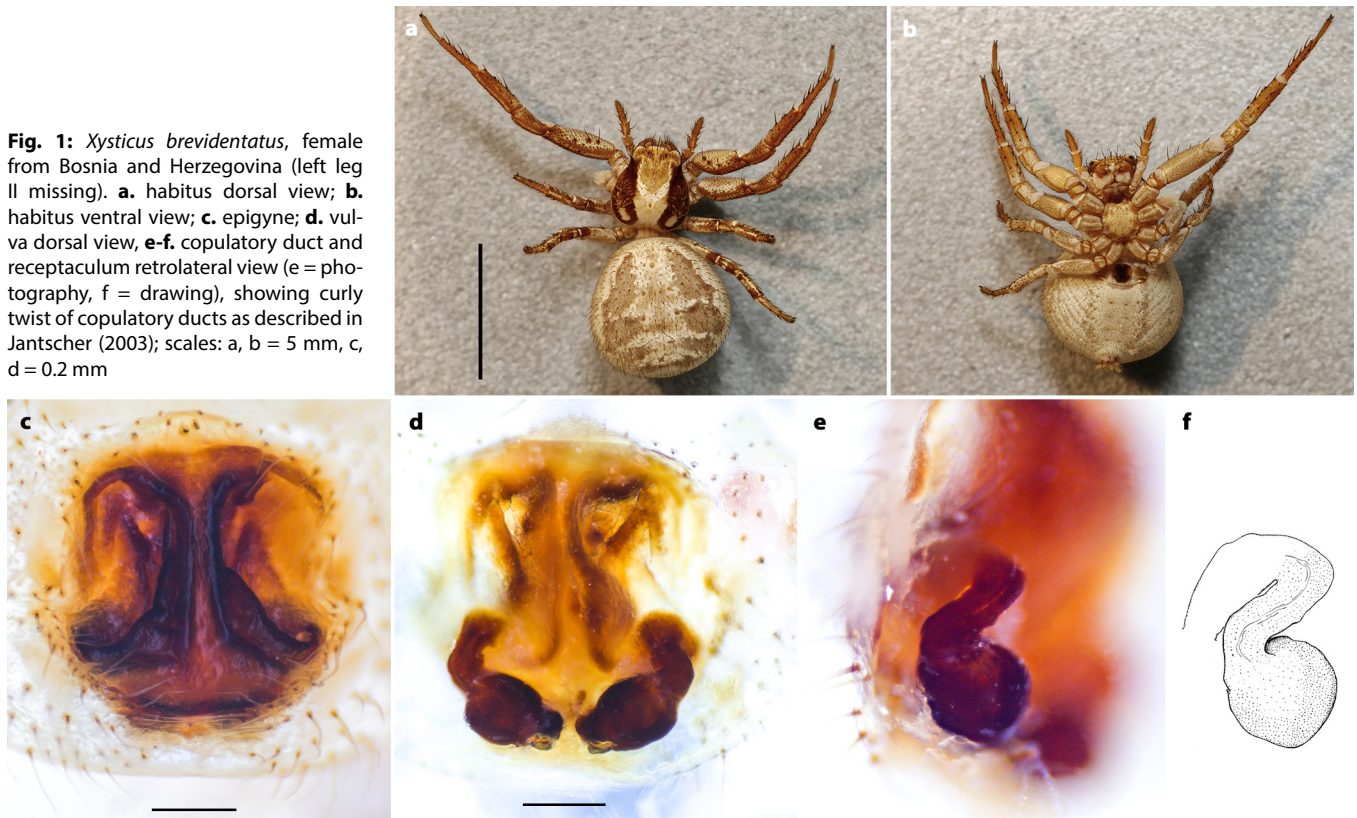 Fig. 1: Xysticus brevidentatus, female
from Bosnia and Herzegovina (left leg
II missing). a. habitus dorsal view; b.
habitus ventral view; c. epigyne; d. vul-
va dorsal view, e-f. copulatory duct and
receptaculum retrolateral view (e = pho-
tography, f = drawing), showing curly
twist of copulatory ducts as described in
Jantscher (2003); scales: a, b = 5 mm, c,
d = 0.2 mm
a
b
c
d
e
f